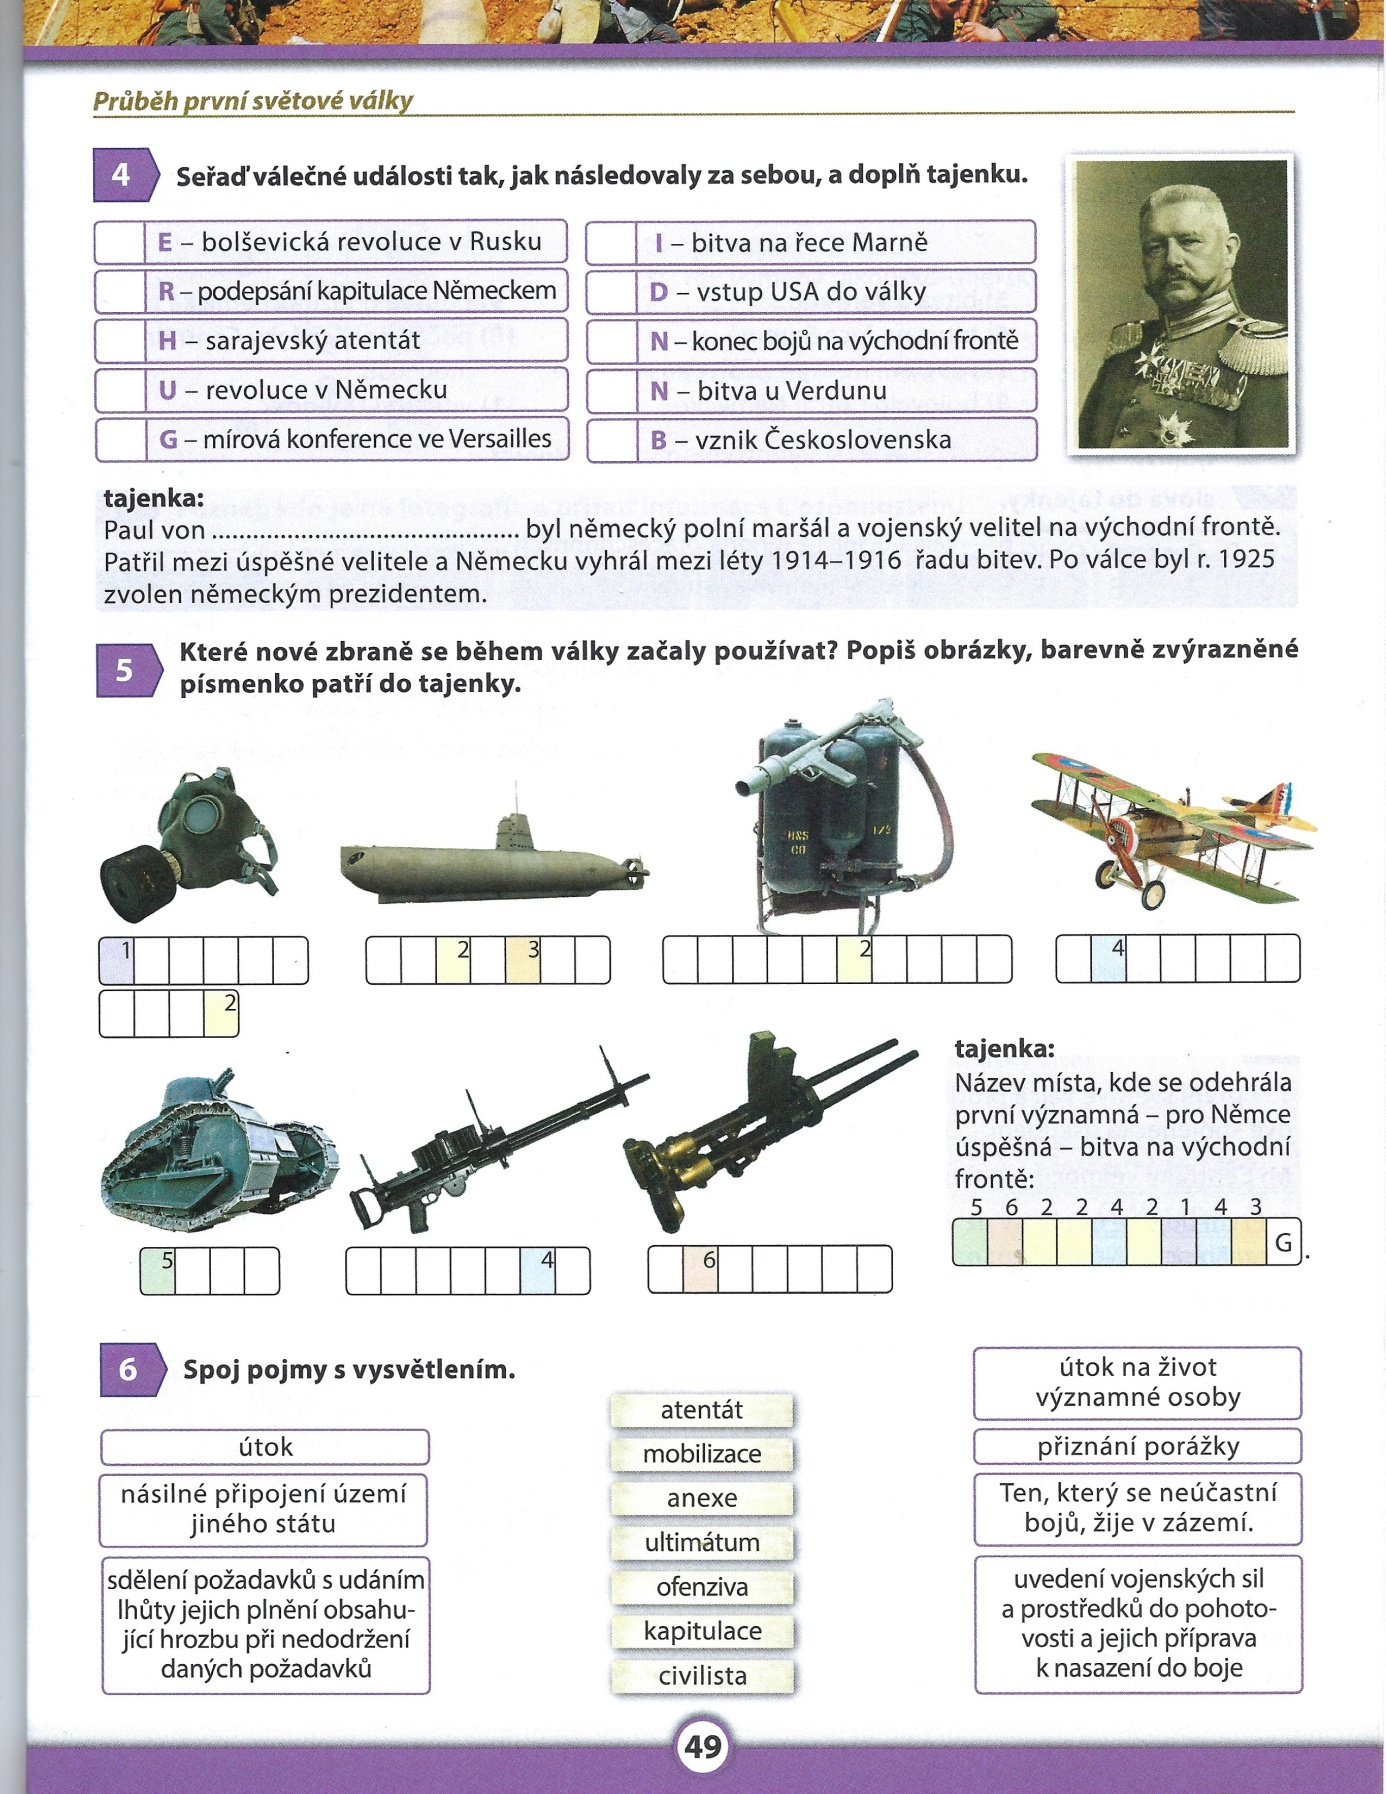 Průběh první světové války
4 Seřaď válečné události tak, jak následovaly za sebou, a doplň tajenku.
E – bolševická revoluce v Rusku
R – podepsání kapitulace Německem
H – sarajevský atentát
U – revoluce v Německu
G – mírová konference ve Versailles
I – bitva na řece Marně
D – vstup USA do války
N – konec bojů na východní frontě
N – bitva u Verdunu
B – vznik Československa
tajenka:
Paul von .......................................... byl německý polní maršál a vojenský velitel na východní frontě.
Patřil mezi úspěšné velitele a Německu vyhrál mezi léty 1914–1916 řadu bitev. Po válce byl r. 1925
zvolen německým prezidentem.
5 Které nové zbraně se během války začaly používat? Popiš obrázky, barevně zvýrazněné
písmenko patří do tajenky.
H&S
CO
1/2
S
1
2 3
2
4
2
5
4
6
tajenka:
Název místa, kde se odehrála
první významná – pro Němce
úspěšná – bitva na východní
frontě:
5 6 2 2 4 2 1 4 3
G .
6 Spoj pojmy s vysvětlením.
útok
násilné připojení území
jiného státu
sdělení požadavků s udáním
lhůty jejich plnění obsahu-
jící hrozbu při nedodržení
daných požadavků
atentát
mobilizace
anexe
ultimátum
ofenziva
kapitulace
civilista
útok na život
významné osoby
přiznání porážky
Ten, který se neúčastní
bojů, žije v zázemí.
uvedení vojenských sil
a prostředků do pohoto-
vosti a jejich příprava
k nasazení do boje
49